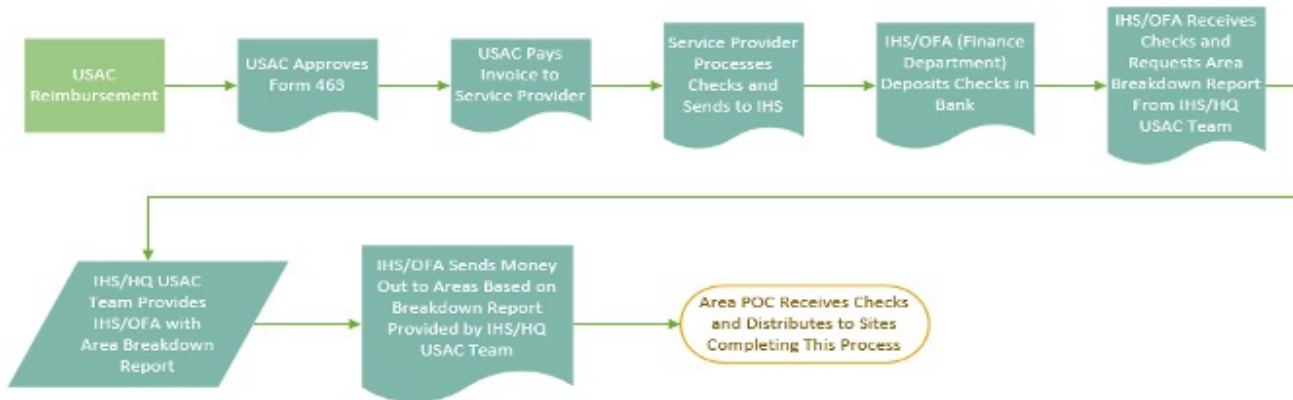 USAC
Reimbursement
USAC Approves
Form 463
USAC Pays
Invoice to
Service Provider
Service Provider
Processes
Checks and
Sends to IHS
IHS/OFA (Finance
Department)
Deposits Checks in
Bank
IHS/OFA Receives
Checks and
Requests Area
Breakdown Report
From IHS/HQ
USAC Team
IHS/HQ USAC
Team Provides
IHS/OFA with
Area Breakdown
Report
IHS/OFA Sends Money
Out to Areas Based on
Breakdown Report
Provided by IHS/HQ
USAC Team
Area POC Receives Checks
and Distributes to Sites
Completing This Process